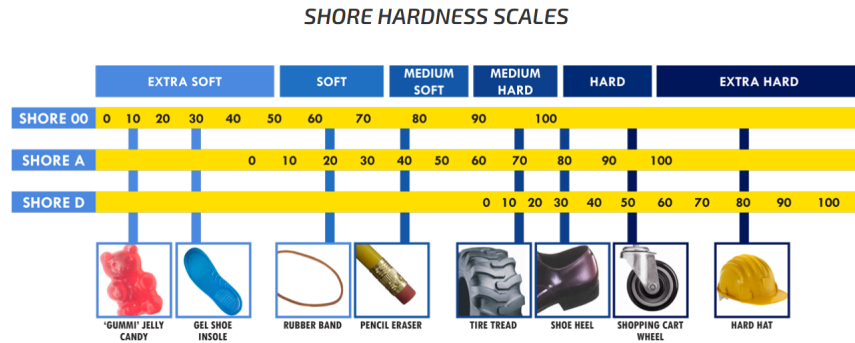 SHORE HARDNESS SCALES
EXTRA SOFT
SOFT
MEDIUM
SOFT
MEDIUM
HARD
HARD
EXTRA HARD
SHORE 00 0 10 20 30 40 50 60 70 80 90 100
SHORE A 0 10 20 30 40 50 60 70 80 90 100
SHORE D 0 10 20 30 40 50 60 70 80 90 100
‘GUMMI’ JELLY
CANDY
GEL SHOE
INSOLE
RUBBER BAND
PENCIL ERASER
TIRE TREAD
SHOE HEEL
SHOPPING CART
WHEEL
HARD HAT